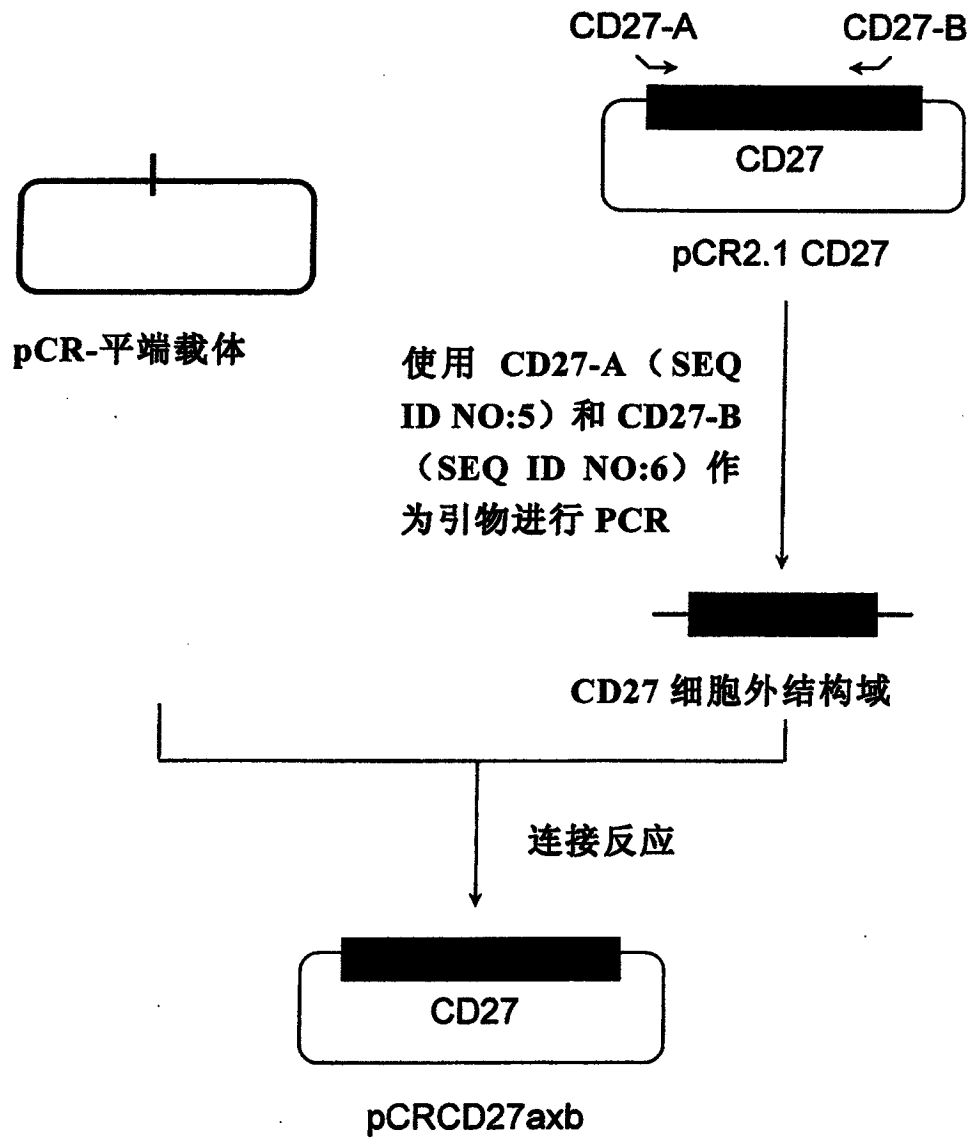 CD27-A
CD27-B
CD27
pCR2.1 CD27
pCR-平端载体
使用 CD27-A（SEQ
ID NO:5）和 CD27-B
（SEQ ID NO:6）作
为引物进行 PCR
CD27 细胞外结构域
连接反应
CD27
pCRCD27axb